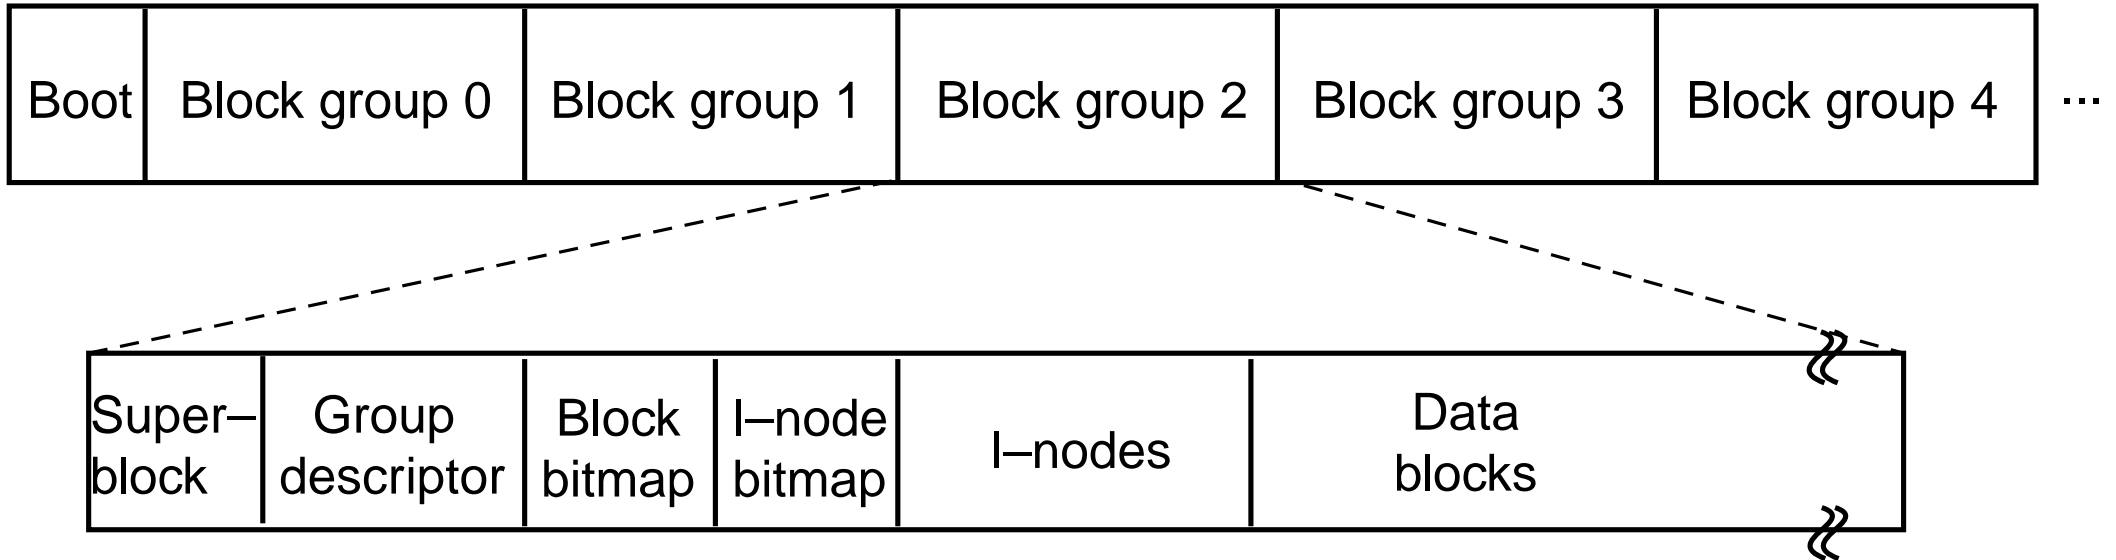 Boot Block group 0 Block group 1 Block group 2 Block group 3 Block group 4 ...
Super–
block
Group
descriptor
Block
bitmap
I–node
bitmap
I–nodes
Data
blocks